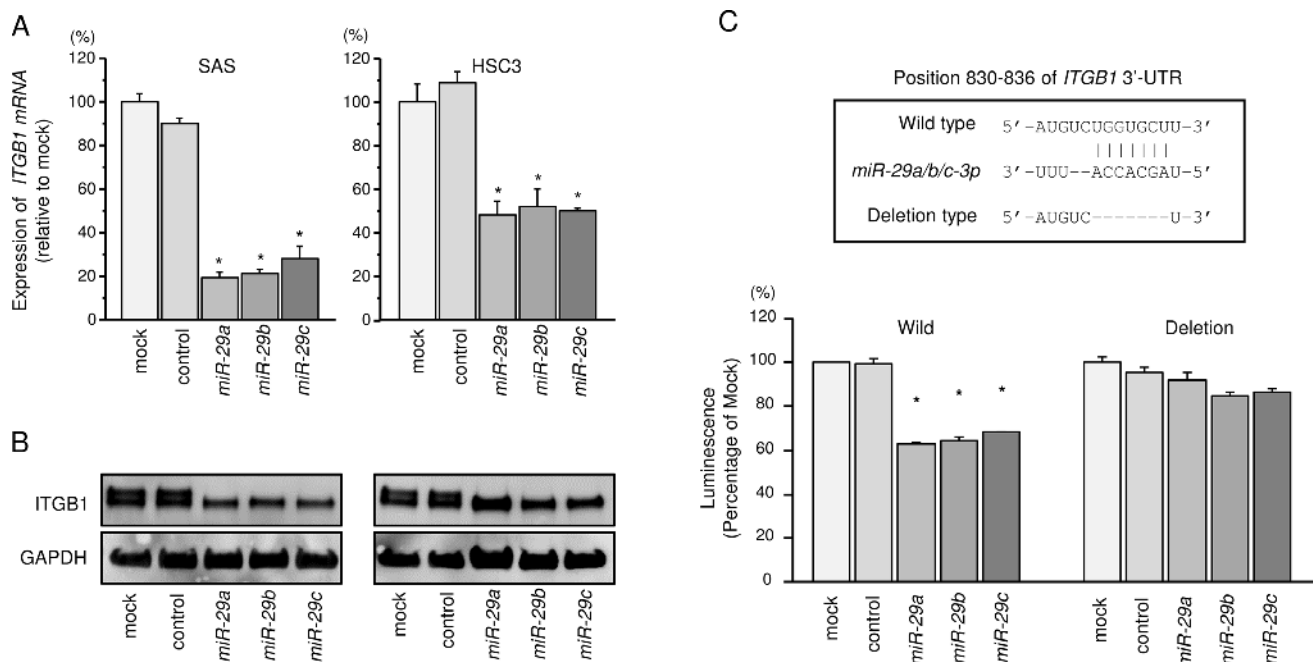 A
(%)
SAS
120
100
80
60
40
20
0
Expression of ITGB1 mRNA
(relative to mock)
*
*
*
mock
control
miR-29a
miR-29b
miR-29c
(%)
HSC3
120
100
80
60
40
20
0
*
*
*
mock
control
miR-29a
miR-29b
miR-29c
B
ITGB1
GAPDH
mock
control
miR-29a
miR-29b
miR-29c
mock
control
miR-29a
miR-29b
miR-29c
C
Position 830-836 of ITGB1 3'-UTR
Wild type 5'-AUGUCUGGUGCUU-3'
|||||||
miR-29a/b/c-3p 3'-UUU--ACCACGAU-5'
Deletion type 5'-AUGUC-------U-3'
(%)
Wild
Deletion
120
100
80
60
40
20
0
Luminescence
(Percentage of Mock)
*
*
*
mock
control
miR-29a
miR-29b
miR-29c
mock
control
miR-29a
miR-29b
miR-29c